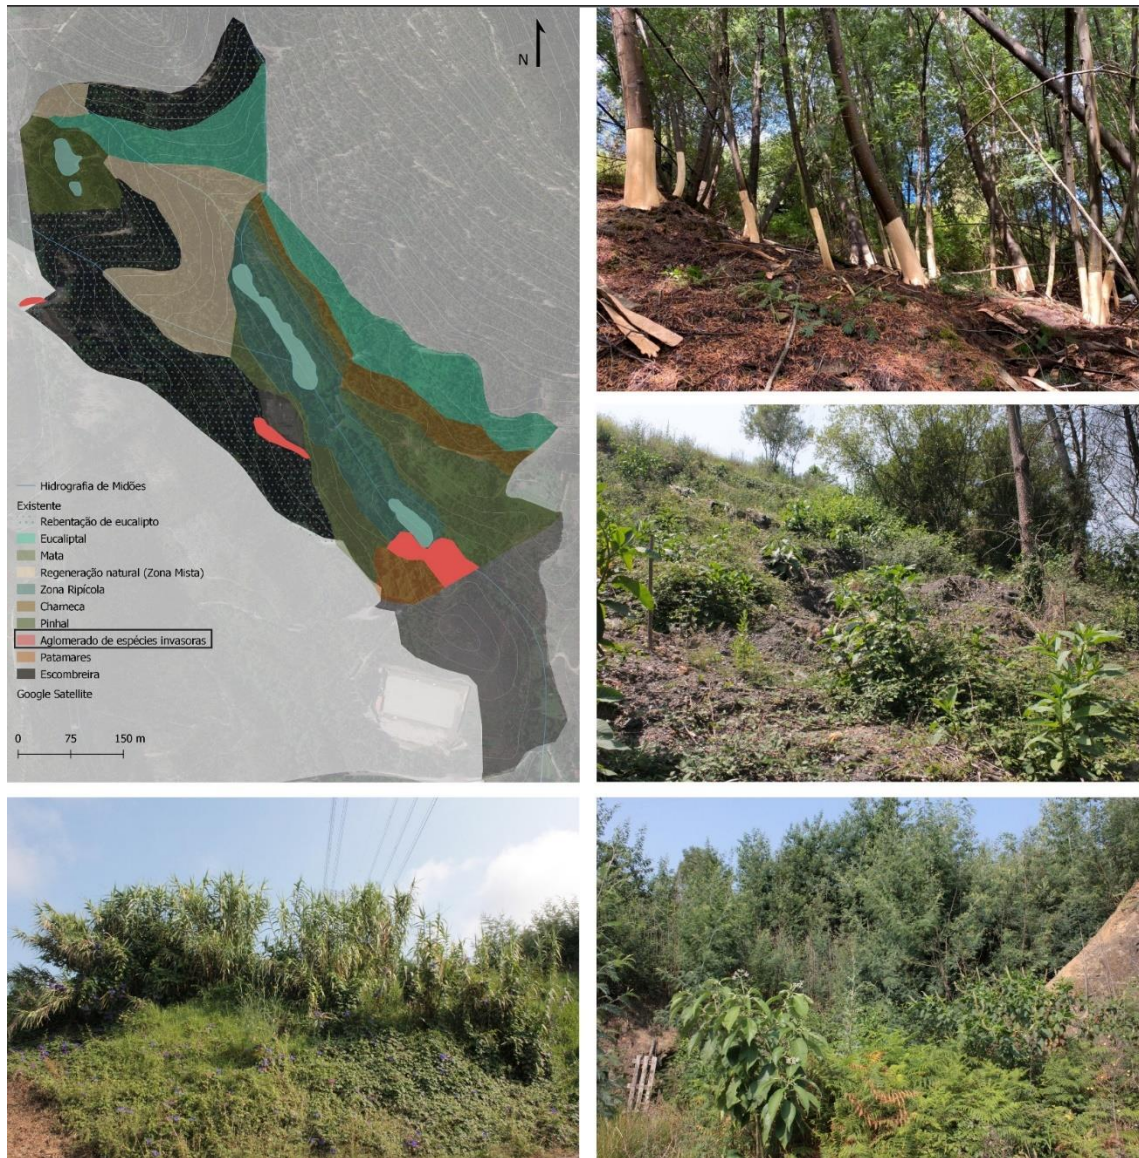 N
Hidrografia de Midões
Existente
Rebentação de eucalipto
Eucaliptal
Mata
Regeneração natural (Zona Mista)
Zona Ripícola
Charneca
Pinhal
Aglomerado de espécies invasoras
Patamares
Escombreira
Google Satellite
0 75 150 m